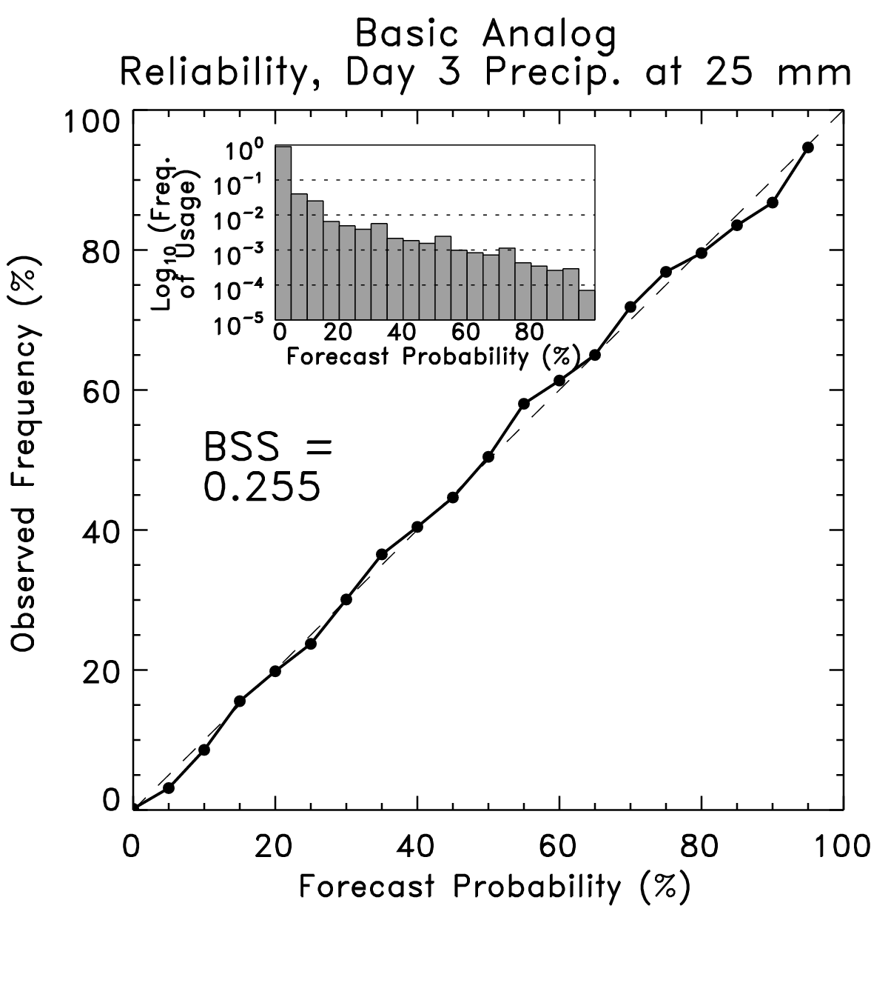 Basic Analog
Reliability, Day 3 Precip. at 25 mm
Observed Frequency (%)
100
80
60
40
20
0
Log10 (Freq.
of Usage)
10^0
10^-1
10^-2
10^-3
10^-4
10^-5
0 20 40 60 80
Forecast Probability (%)
BSS =
0.255
0 20 40 60 80 100
Forecast Probability (%)